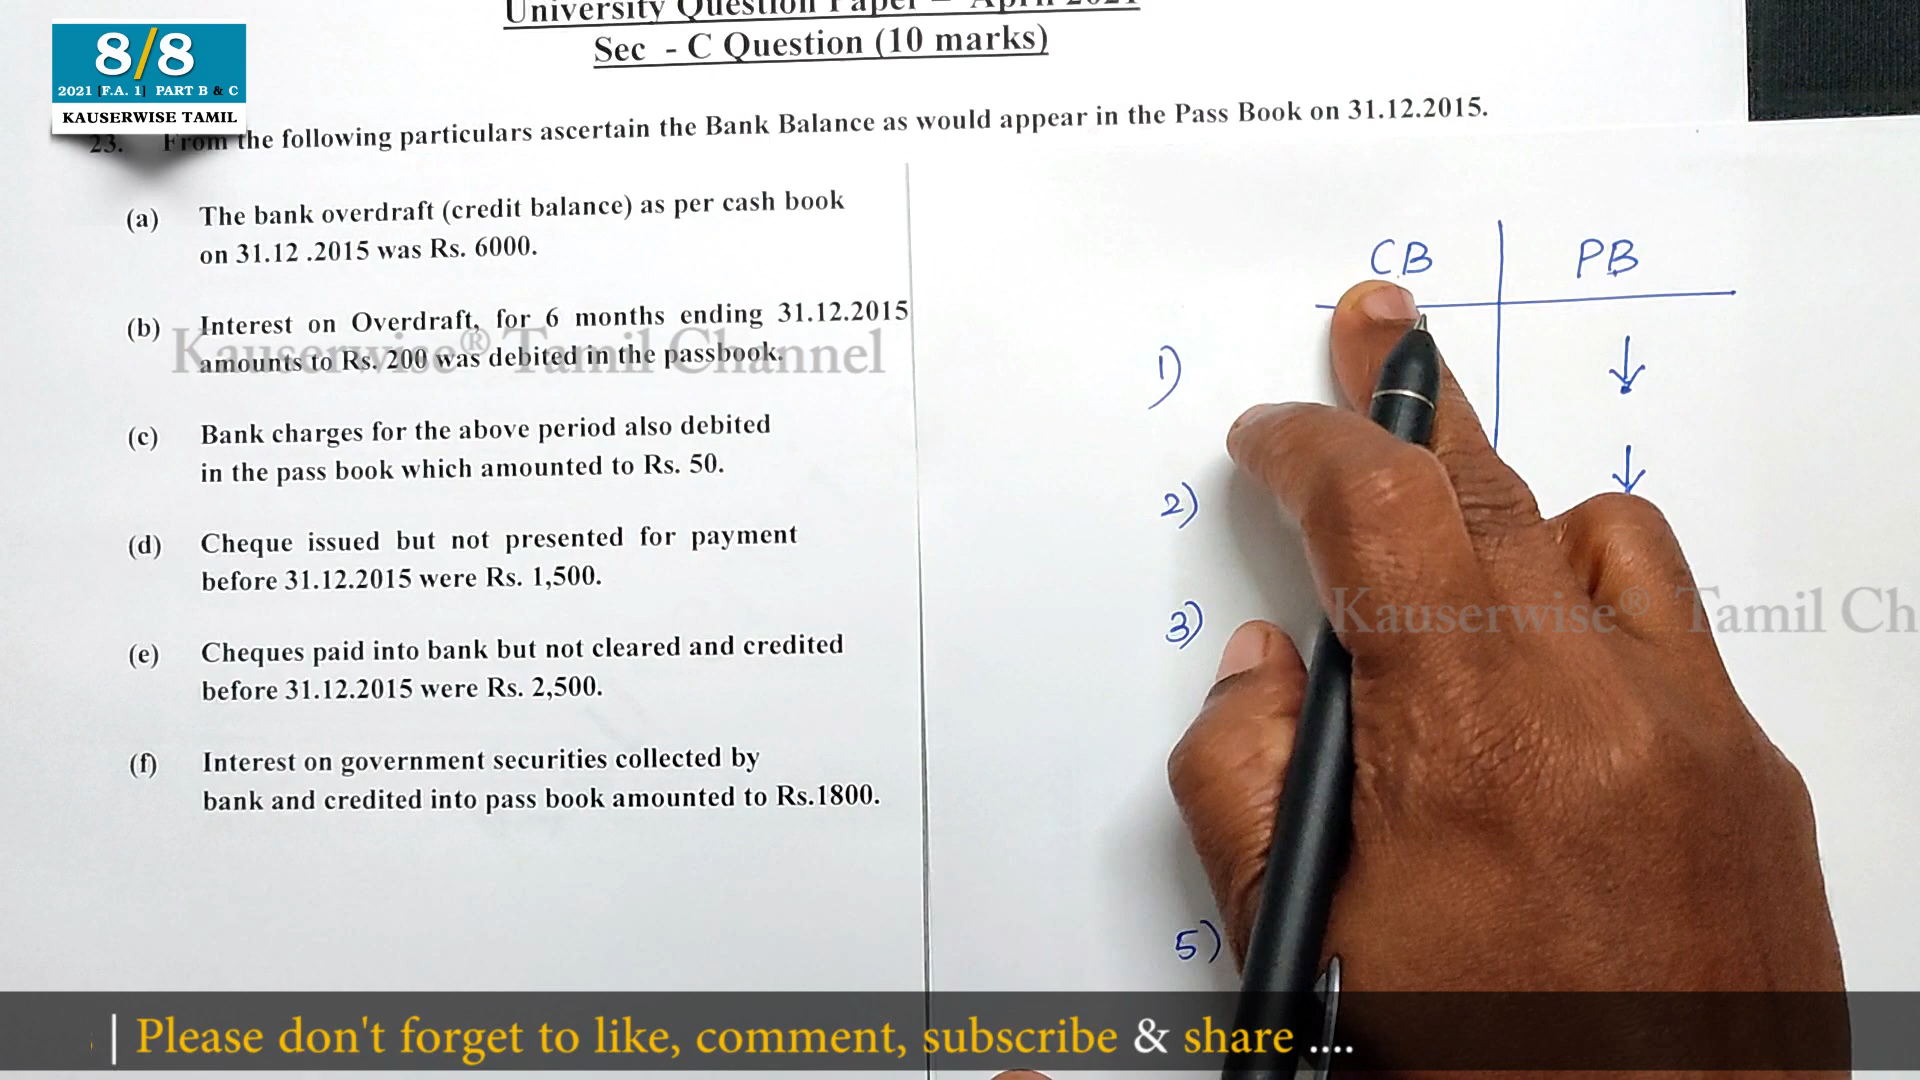 University Question Paper – April 2021
Sec - C Question (10 marks)
8/8
2021 [F.A. 1] PART B & C
KAUSERWISE TAMIL
23. From the following particulars ascertain the Bank Balance as would appear in the Pass Book on 31.12.2015.
(a) The bank overdraft (credit balance) as per cash book
on 31.12 .2015 was Rs. 6000.
(b) Interest on Overdraft, for 6 months ending 31.12.2015
amounts to Rs. 200 was debited in the passbook.
Kauserwise® Tamil Channel
(c) Bank charges for the above period also debited
in the pass book which amounted to Rs. 50.
(d) Cheque issued but not presented for payment
before 31.12.2015 were Rs. 1,500.
(e) Cheques paid into bank but not cleared and credited
before 31.12.2015 were Rs. 2,500.
(f) Interest on government securities collected by
bank and credited into pass book amounted to Rs.1800.
CB PB
1)
2)
3)
Kauserwise® Tamil Ch
5)
| Please don't forget to like, comment, subscribe & share ....